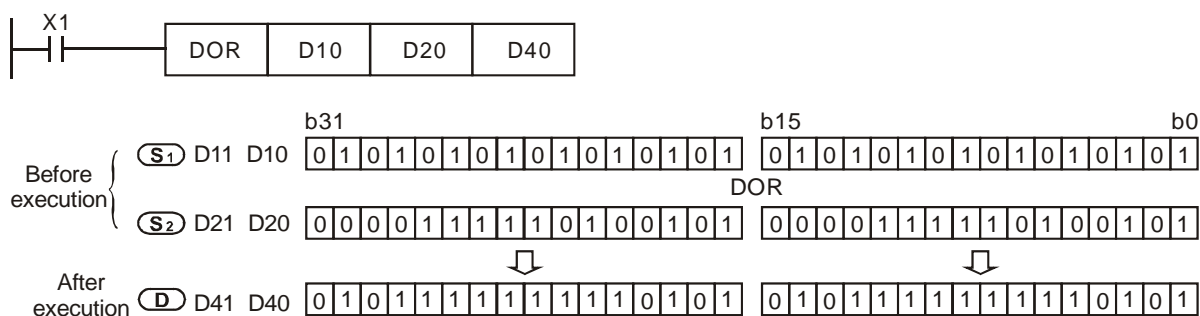 X1
DOR D10 D20 D40
b31 b15 b0
Before execution
S1 D11 D10 0 1 0 1 0 1 0 1 0 1 0 1 0 1 0 1 0 1 0 1 0 1 0 1 0 1 0 1 0 1 0 1
DOR
S2 D21 D20 0 0 0 0 1 1 1 1 1 0 1 0 0 1 0 1 0 0 0 0 1 1 1 1 1 0 1 0 0 1 0 1
After execution
D D41 D40 0 1 0 1 1 1 1 1 1 1 1 1 0 1 0 1 0 1 0 1 1 1 1 1 1 1 1 1 0 1 0 1